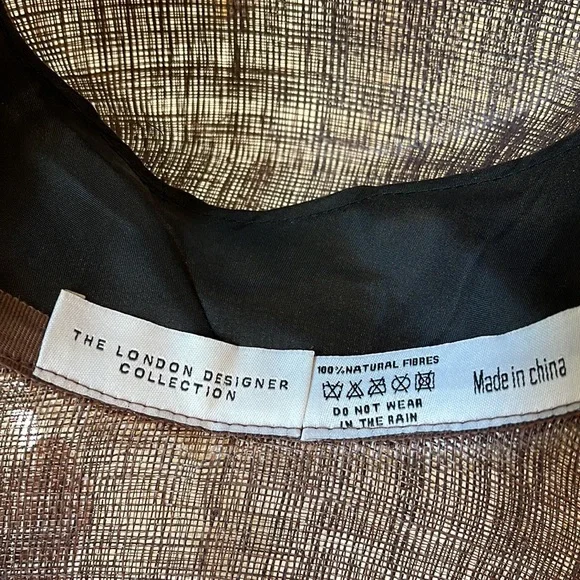 THE LONDON DESIGNER
COLLECTION
100% NATURAL FIBRES
DO NOT WEAR
IN THE RAIN
Made in china